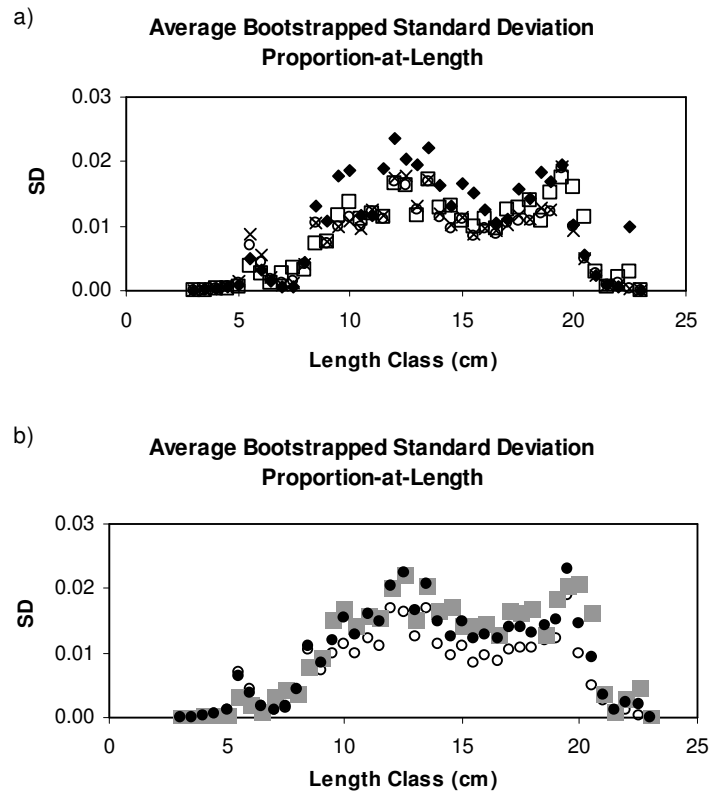 a)
Average Bootstrapped Standard Deviation
Proportion-at-Length
0.03
0.02
0.01
0.00
SD
0 5 10 15 20 25
Length Class (cm)
b)
Average Bootstrapped Standard Deviation
Proportion-at-Length
0.03
0.02
0.01
0.00
SD
0 5 10 15 20 25
Length Class (cm)